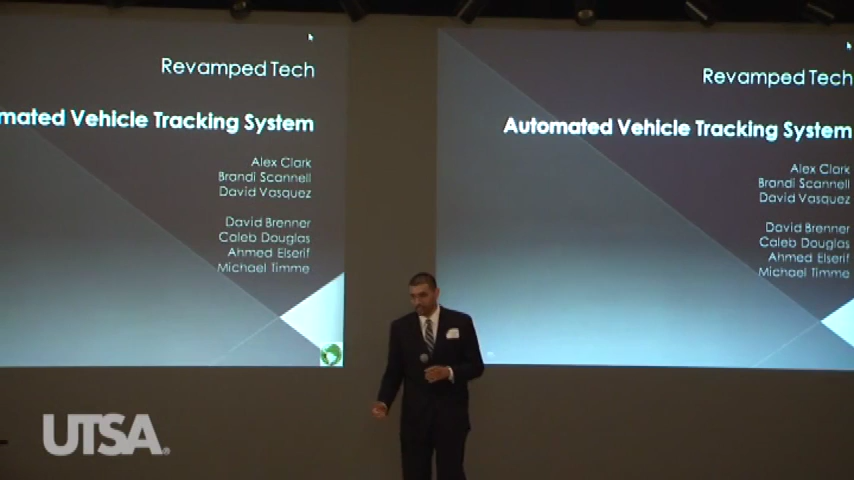 Revamped Tech
mated Vehicle Tracking System
Alex Clark
Brandi Scannell
David Vasquez
David Brenner
Caleb Douglas
Ahmed Elserif
Michael Timme
Revamped Tech
Automated Vehicle Tracking System
Alex Clark
Brandi Scannell
David Vasquez
David Brenner
Caleb Douglas
Ahmed Elserif
Michael Timme
UTSA®